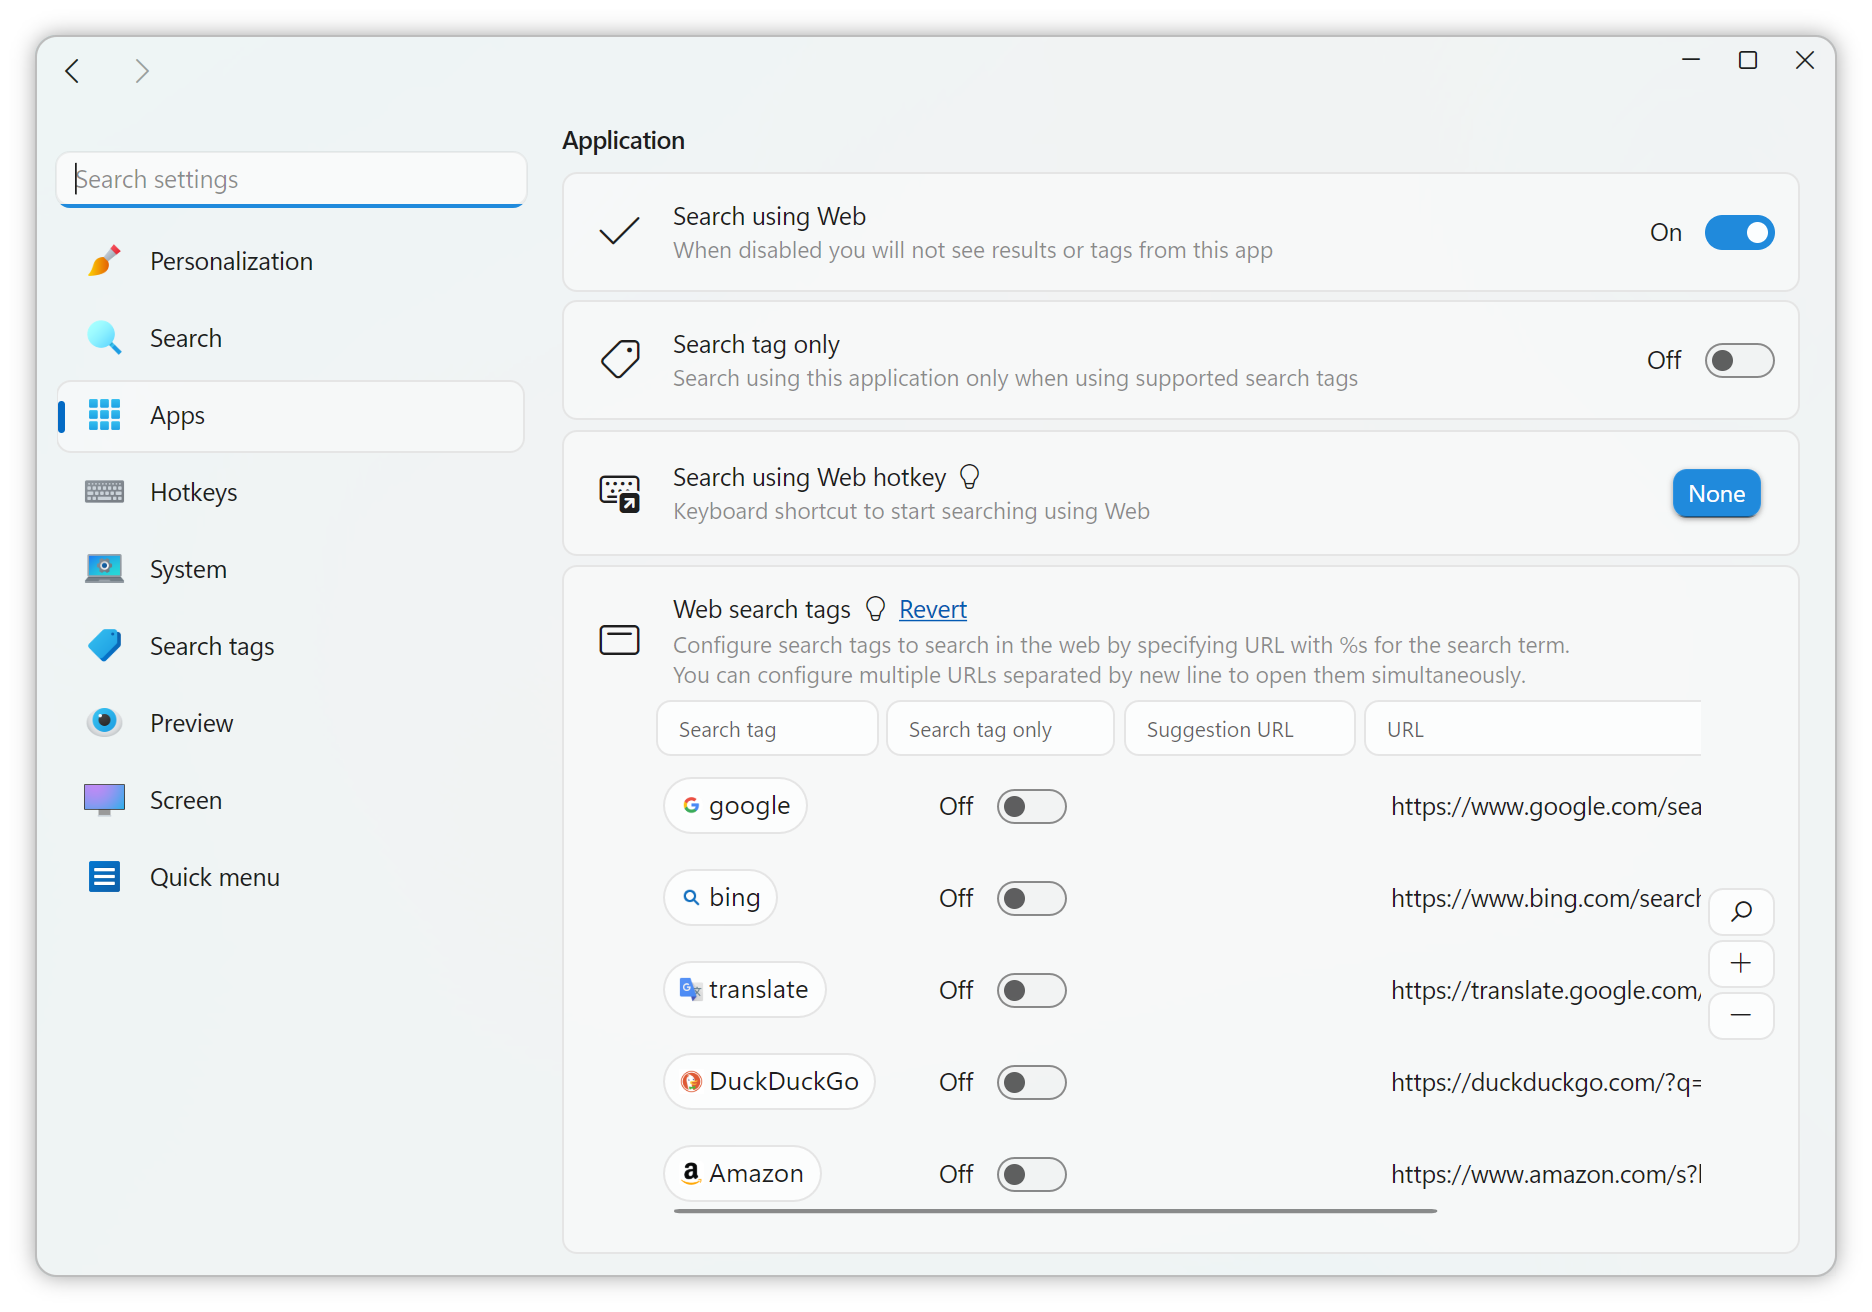 Search settings
Personalization
Search
Apps
Hotkeys
System
Search tags
Preview
Screen
Quick menu
Application
Search using Web
When disabled you will not see results or tags from this app
On
Search tag only
Search using this application only when using supported search tags
Off
Search using Web hotkey
Keyboard shortcut to start searching using Web
None
Web search tags Revert
Configure search tags to search in the web by specifying URL with %s for the search term.
You can configure multiple URLs separated by new line to open them simultaneously.
Search tag Search tag only Suggestion URL URL
google Off https://www.google.com/sea
bing Off https://www.bing.com/search
translate Off https://translate.google.com/
DuckDuckGo Off https://duckduckgo.com/?q=
Amazon Off https://www.amazon.com/s?